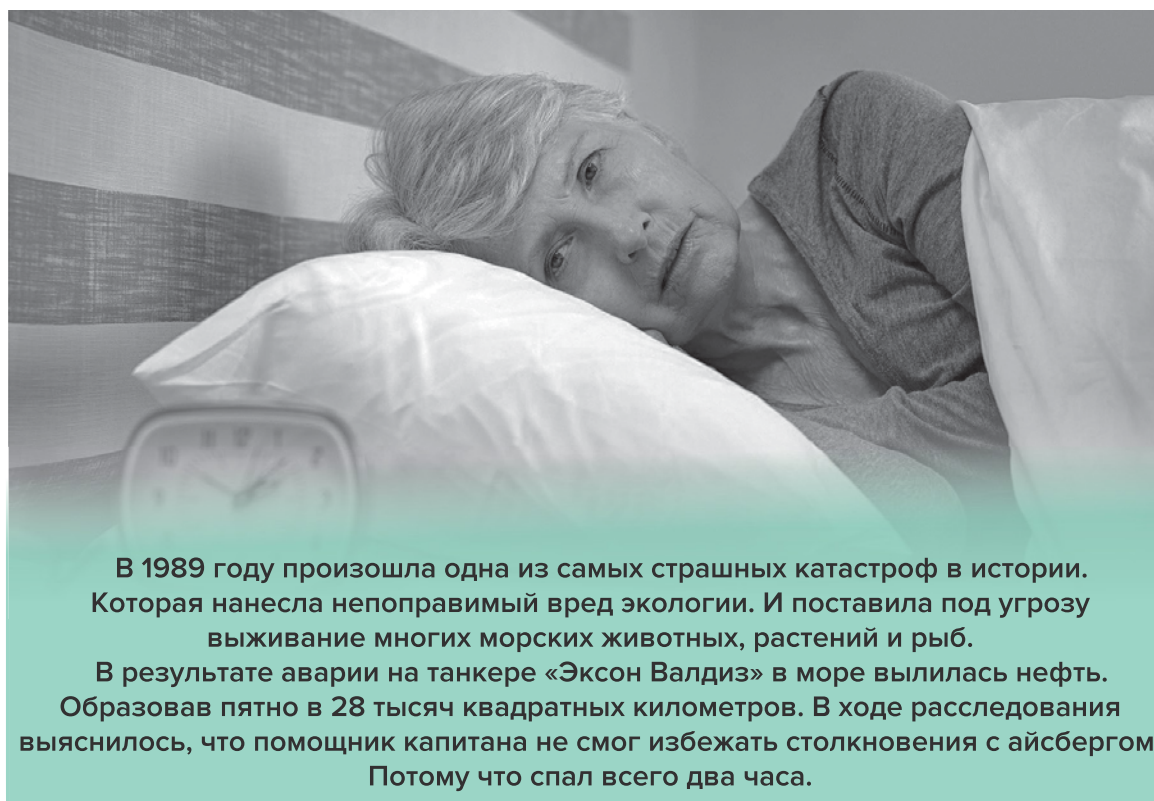 В 1989 году произошла одна из самых страшных катастроф в истории.
Которая нанесла непоправимый вред экологии. И поставила под угрозу
выживание многих морских животных, растений и рыб.
В результате аварии на танкере «Эксон Валдиз» в море вылилась нефть.
Образовав пятно в 28 тысяч квадратных километров. В ходе расследования
выяснилось, что помощник капитана не смог избежать столкновения с айсбергом
Потому что спал всего два часа.